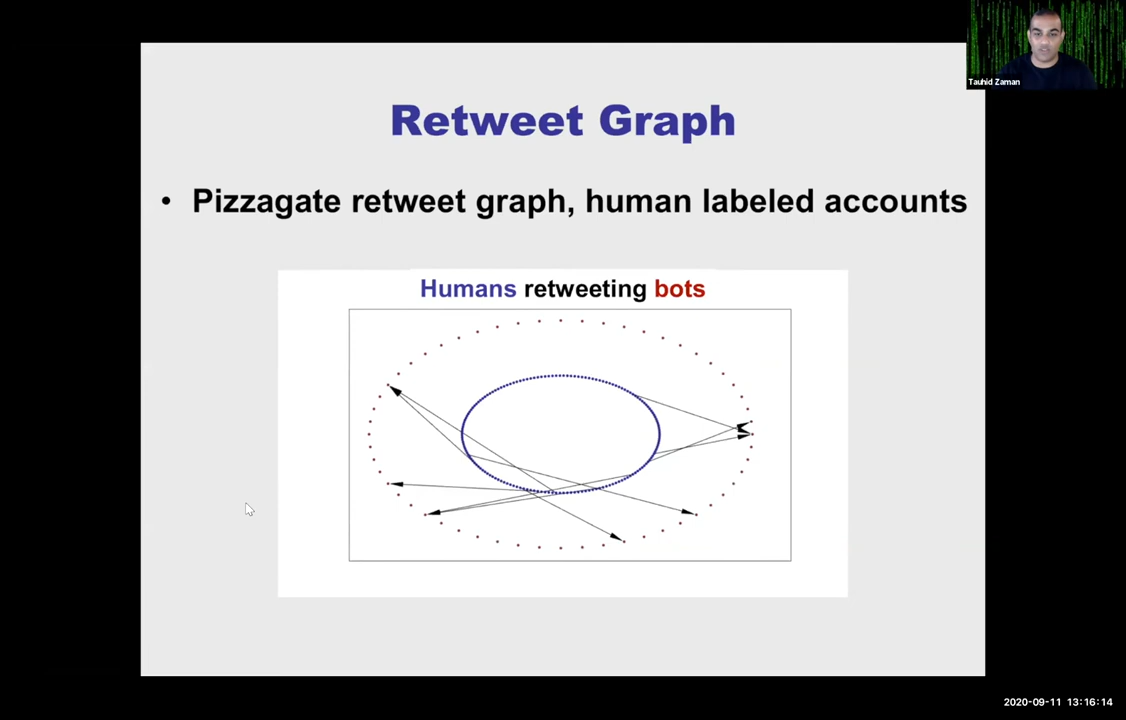 Tauhid Zaman
Retweet Graph
• Pizzagate retweet graph, human labeled accounts
Humans retweeting bots
2020-09-11 13:16:14